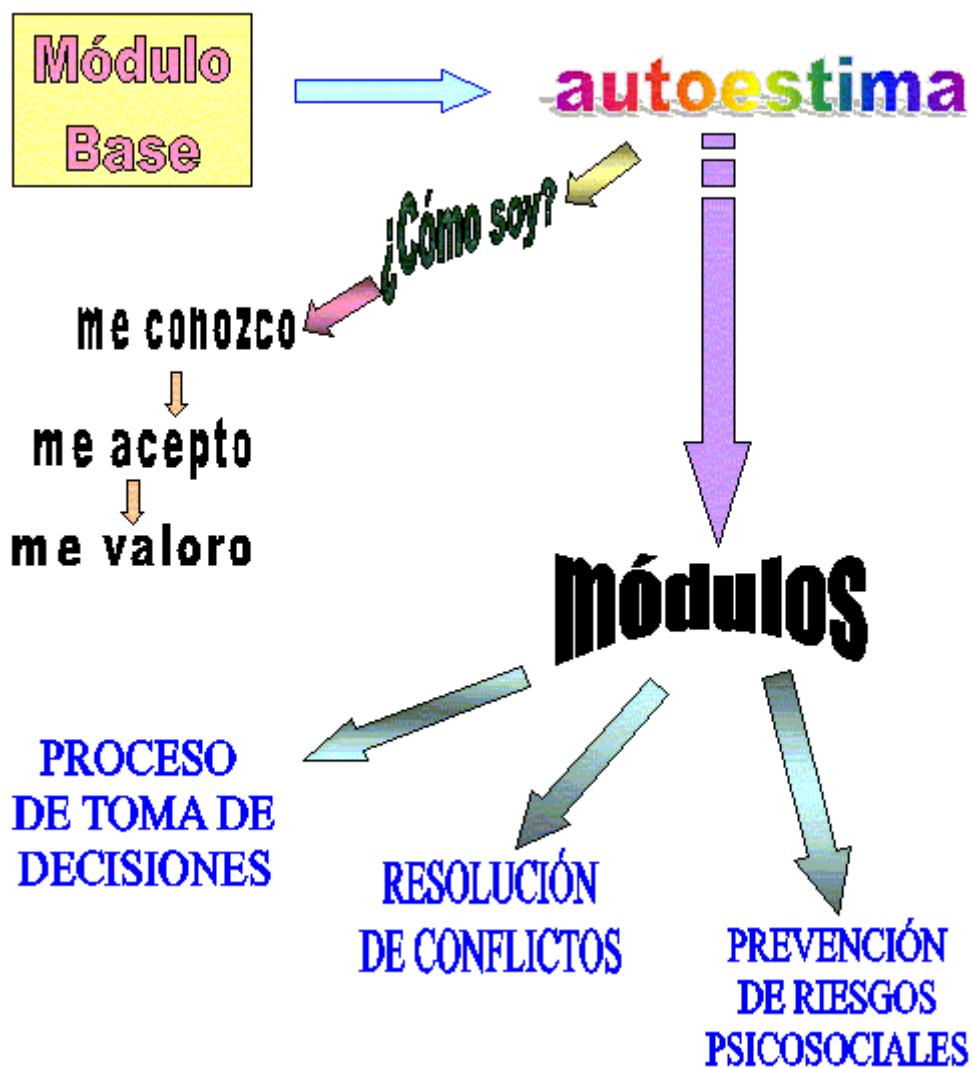 Módulo
Base
autoestima
¿Cómo soy?
me conozco
me acepto
me valoro
módulos
PROCESO
DE TOMA DE
DECISIONES
RESOLUCIÓN
DE CONFLICTOS
PREVENCIÓN
DE RIESGOS
PSICOSOCIALES